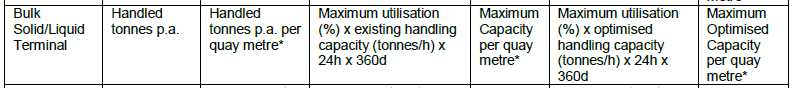 Bulk
Solid/Liquid
Terminal
Handled
tonnes p.a.
Handled
tonnes p.a. per
quay metre*
Maximum utilisation
(%) x existing handling
capacity (tonnes/h) x
24h x 360d
Maximum
Capacity
per quay
metre*
Maximum utilisation
(%) x optimised
handling capacity
(tonnes/h) x 24h x
360d
Maximum
Optimised
Capacity
per quay
metre*